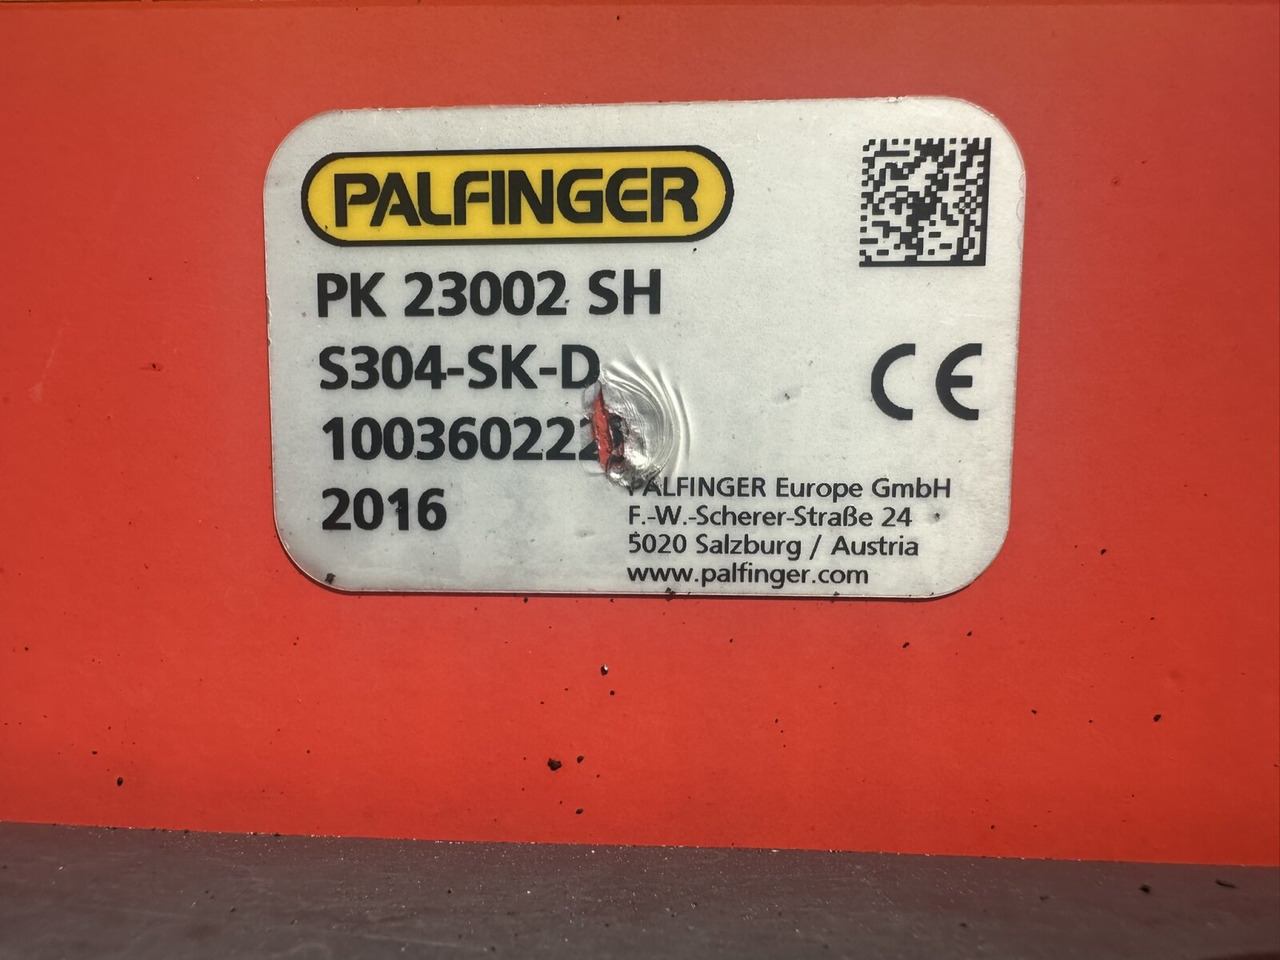 PALFINGER
PK 23002 SH
S304-SK-D
2016
CE
PALFINGER Europe GmbH
F.-W.-Scherer-Straße 24
5020 Salzburg / Austria
www.palfinger.com